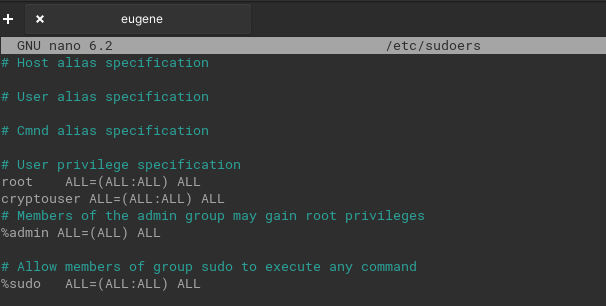 eugene
GNU nano 6.2 /etc/sudoers
# Host alias specification
# User alias specification
# Cmnd alias specification
# User privilege specification
root ALL=(ALL:ALL) ALL
cryptouser ALL=(ALL:ALL) ALL
# Members of the admin group may gain root privileges
%admin ALL=(ALL) ALL
# Allow members of group sudo to execute any command
%sudo ALL=(ALL:ALL) ALL